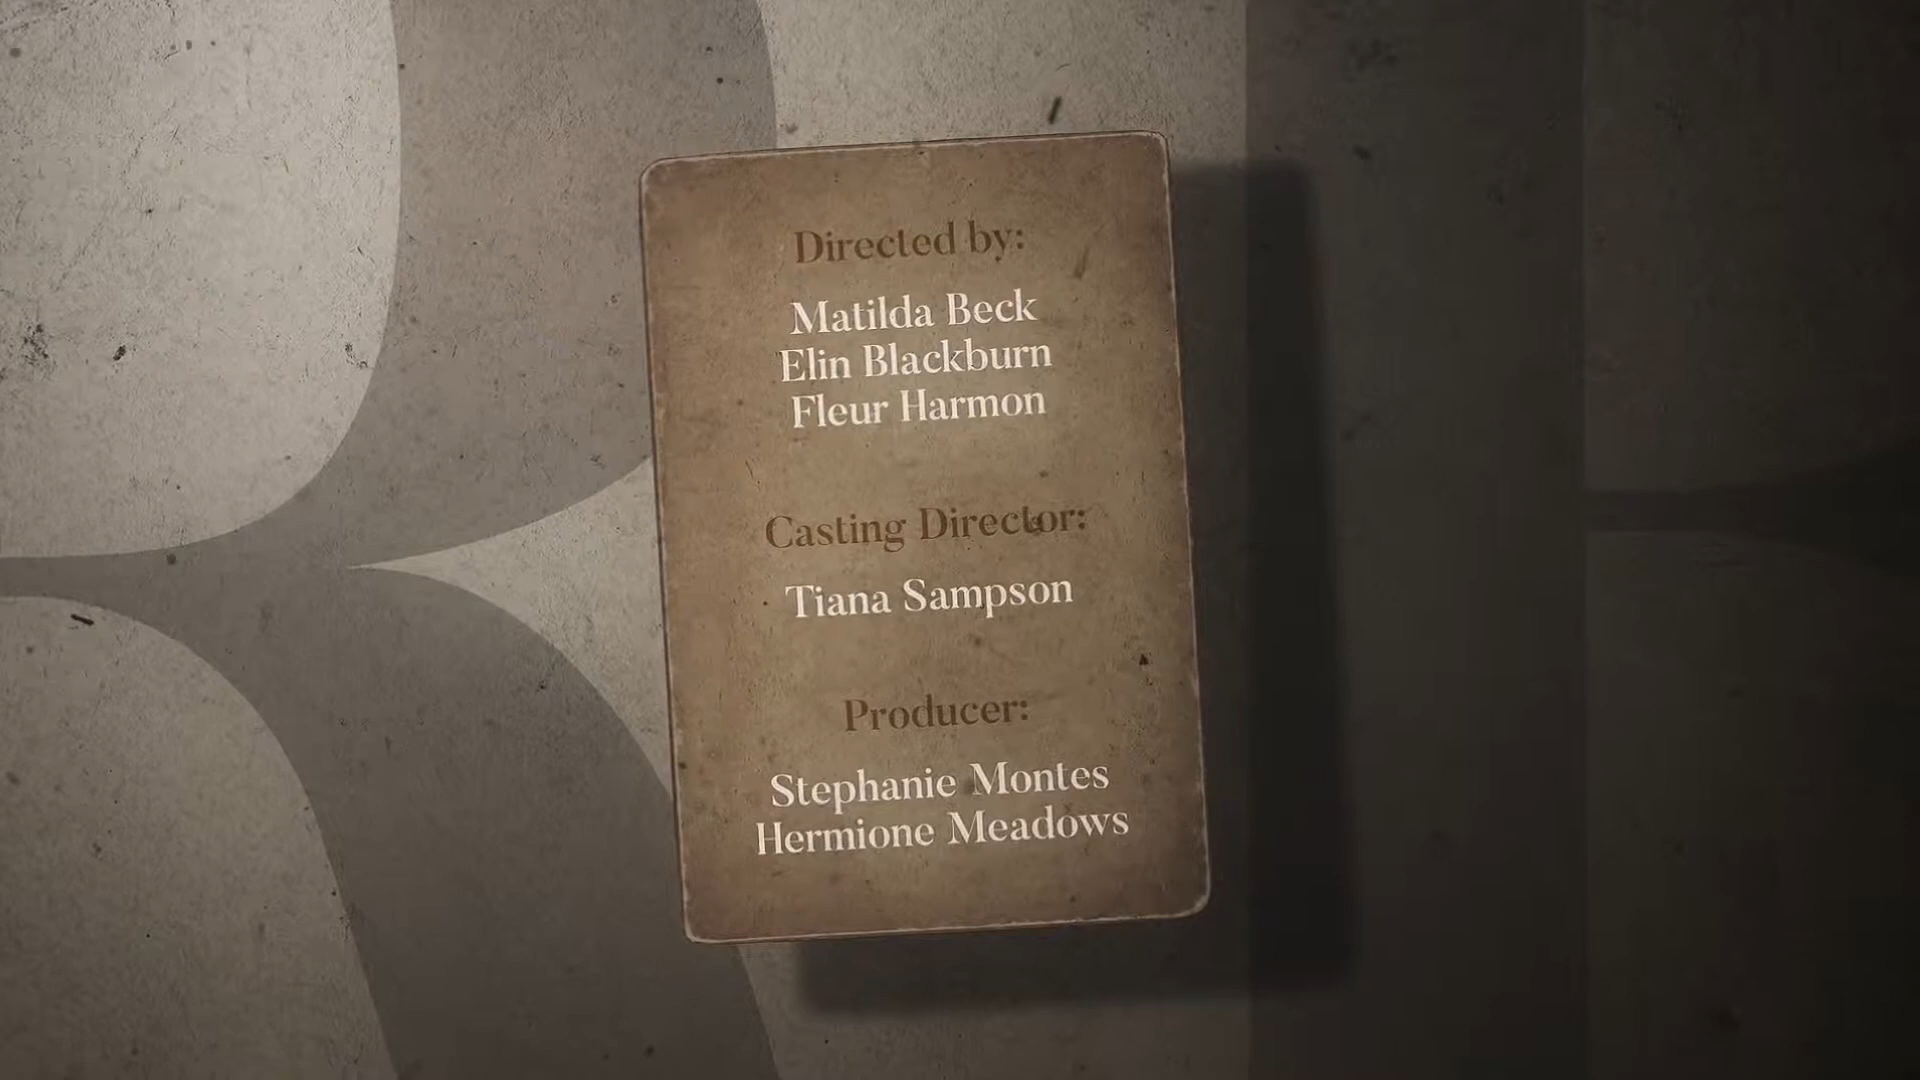 Directed by:
Matilda Beck
Elin Blackburn
Fleur Harmon
Casting Director:
Tiana Sampson
Producer:
Stephanie Montes
Hermione Meadows